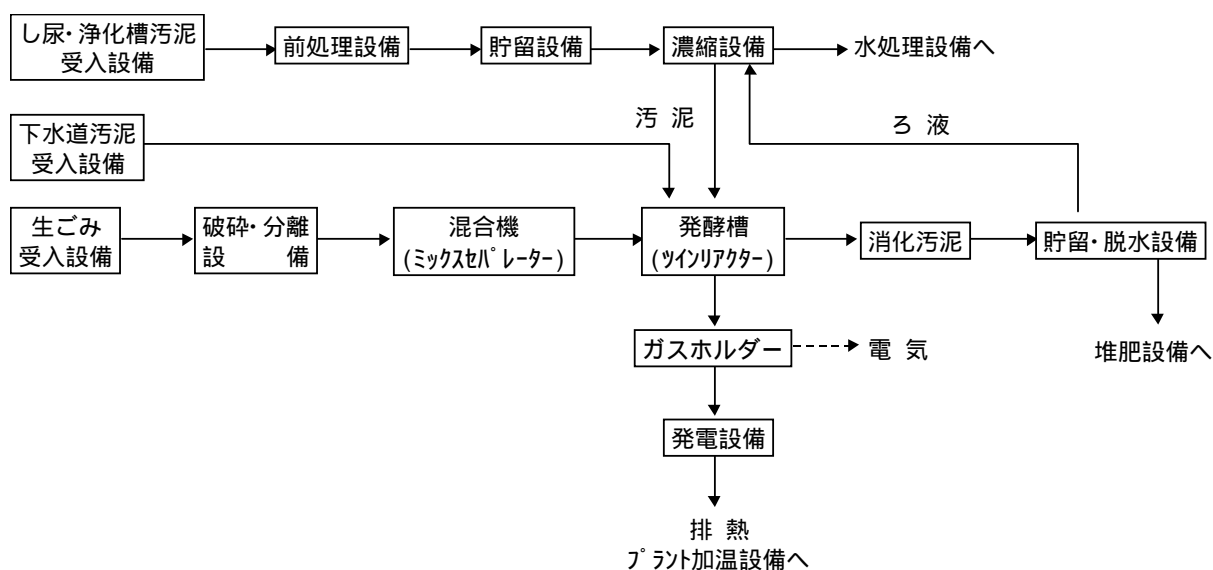 し尿・浄化槽汚泥
受入設備
前処理設備
貯留設備
濃縮設備
水処理設備へ
汚 泥
ろ 液
下水道汚泥
受入設備
生ごみ
受入設備
破砕・分離
設 備
混合機
(ミックスセパレーター)
発酵槽
(ツインリアクター)
消化汚泥
貯留・脱水設備
ガスホルダー
電 気
堆肥設備へ
発電設備
排 熱
プラント加温設備へ